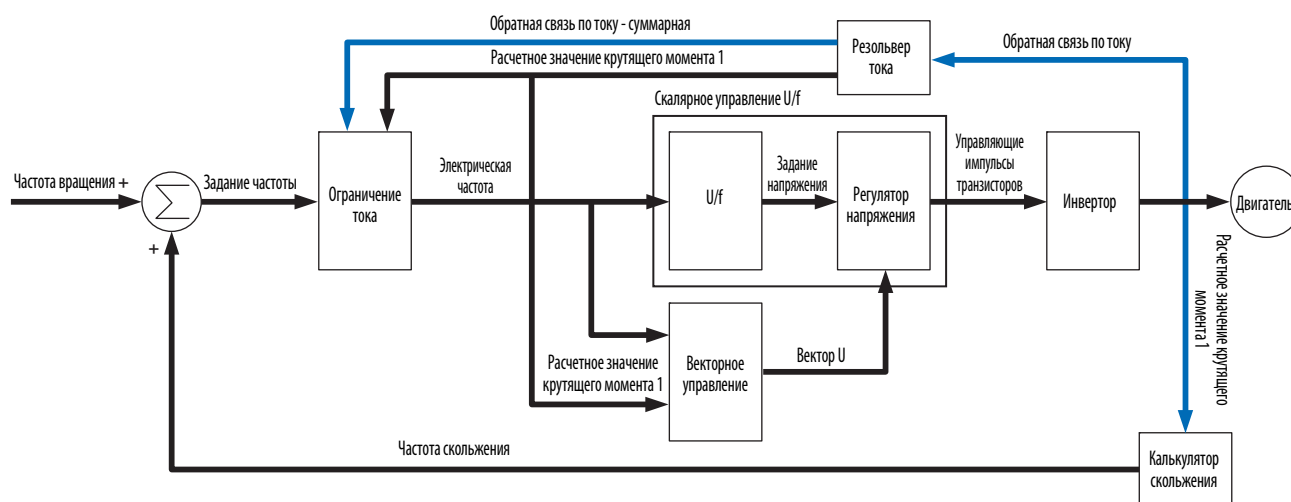 Обратная связь по току - суммарная
Расчетное значение крутящего момента 1
Резольвер
тока
Обратная связь по току
Скалярное управление U/f
Частота вращения +
Σ
+
Задание частоты
Ограничение
тока
Электрическая
частота
U/f
Задание
напряжения
Регулятор
напряжения
Управляющие
импульсы
транзисторов
Инвертор
Двигатель
Расчетное значение крутящего
момента 1
Расчетное значение
крутящего момента 1
Векторное
управление
Вектор U
Частота скольжения
Калькулятор
скольжения